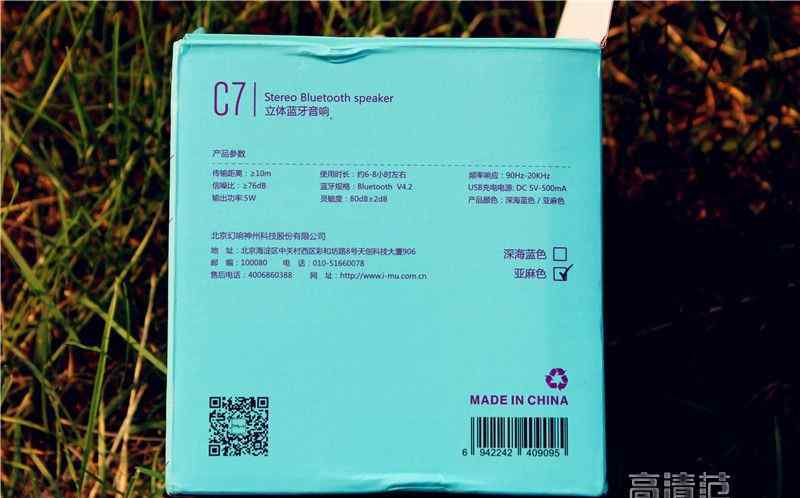 C7 Stereo Bluetooth speaker
立体蓝牙音响
产品参数
传输距离：≥10m 使用时长：约6-8小时左右 频率响应：90Hz-20KHz
信噪比：≥76dB 蓝牙规格：Bluetooth V4.2 USB充电电源: DC 5V-500mA
输出功率:5W 灵敏度：80dB±2dB 产品颜色：深海蓝色 / 亚麻色
北京幻响神州科技股份有限公司
地 址：北京海淀区中关村西区彩和坊路8号天创科技大厦906
邮 编：100080 电 话：010-51660078
售后电话：4006860388 网 址：http://www.i-mu.com.cn
深海蓝色
亚麻色
MADE IN CHINA
6 942242 409095
高清范